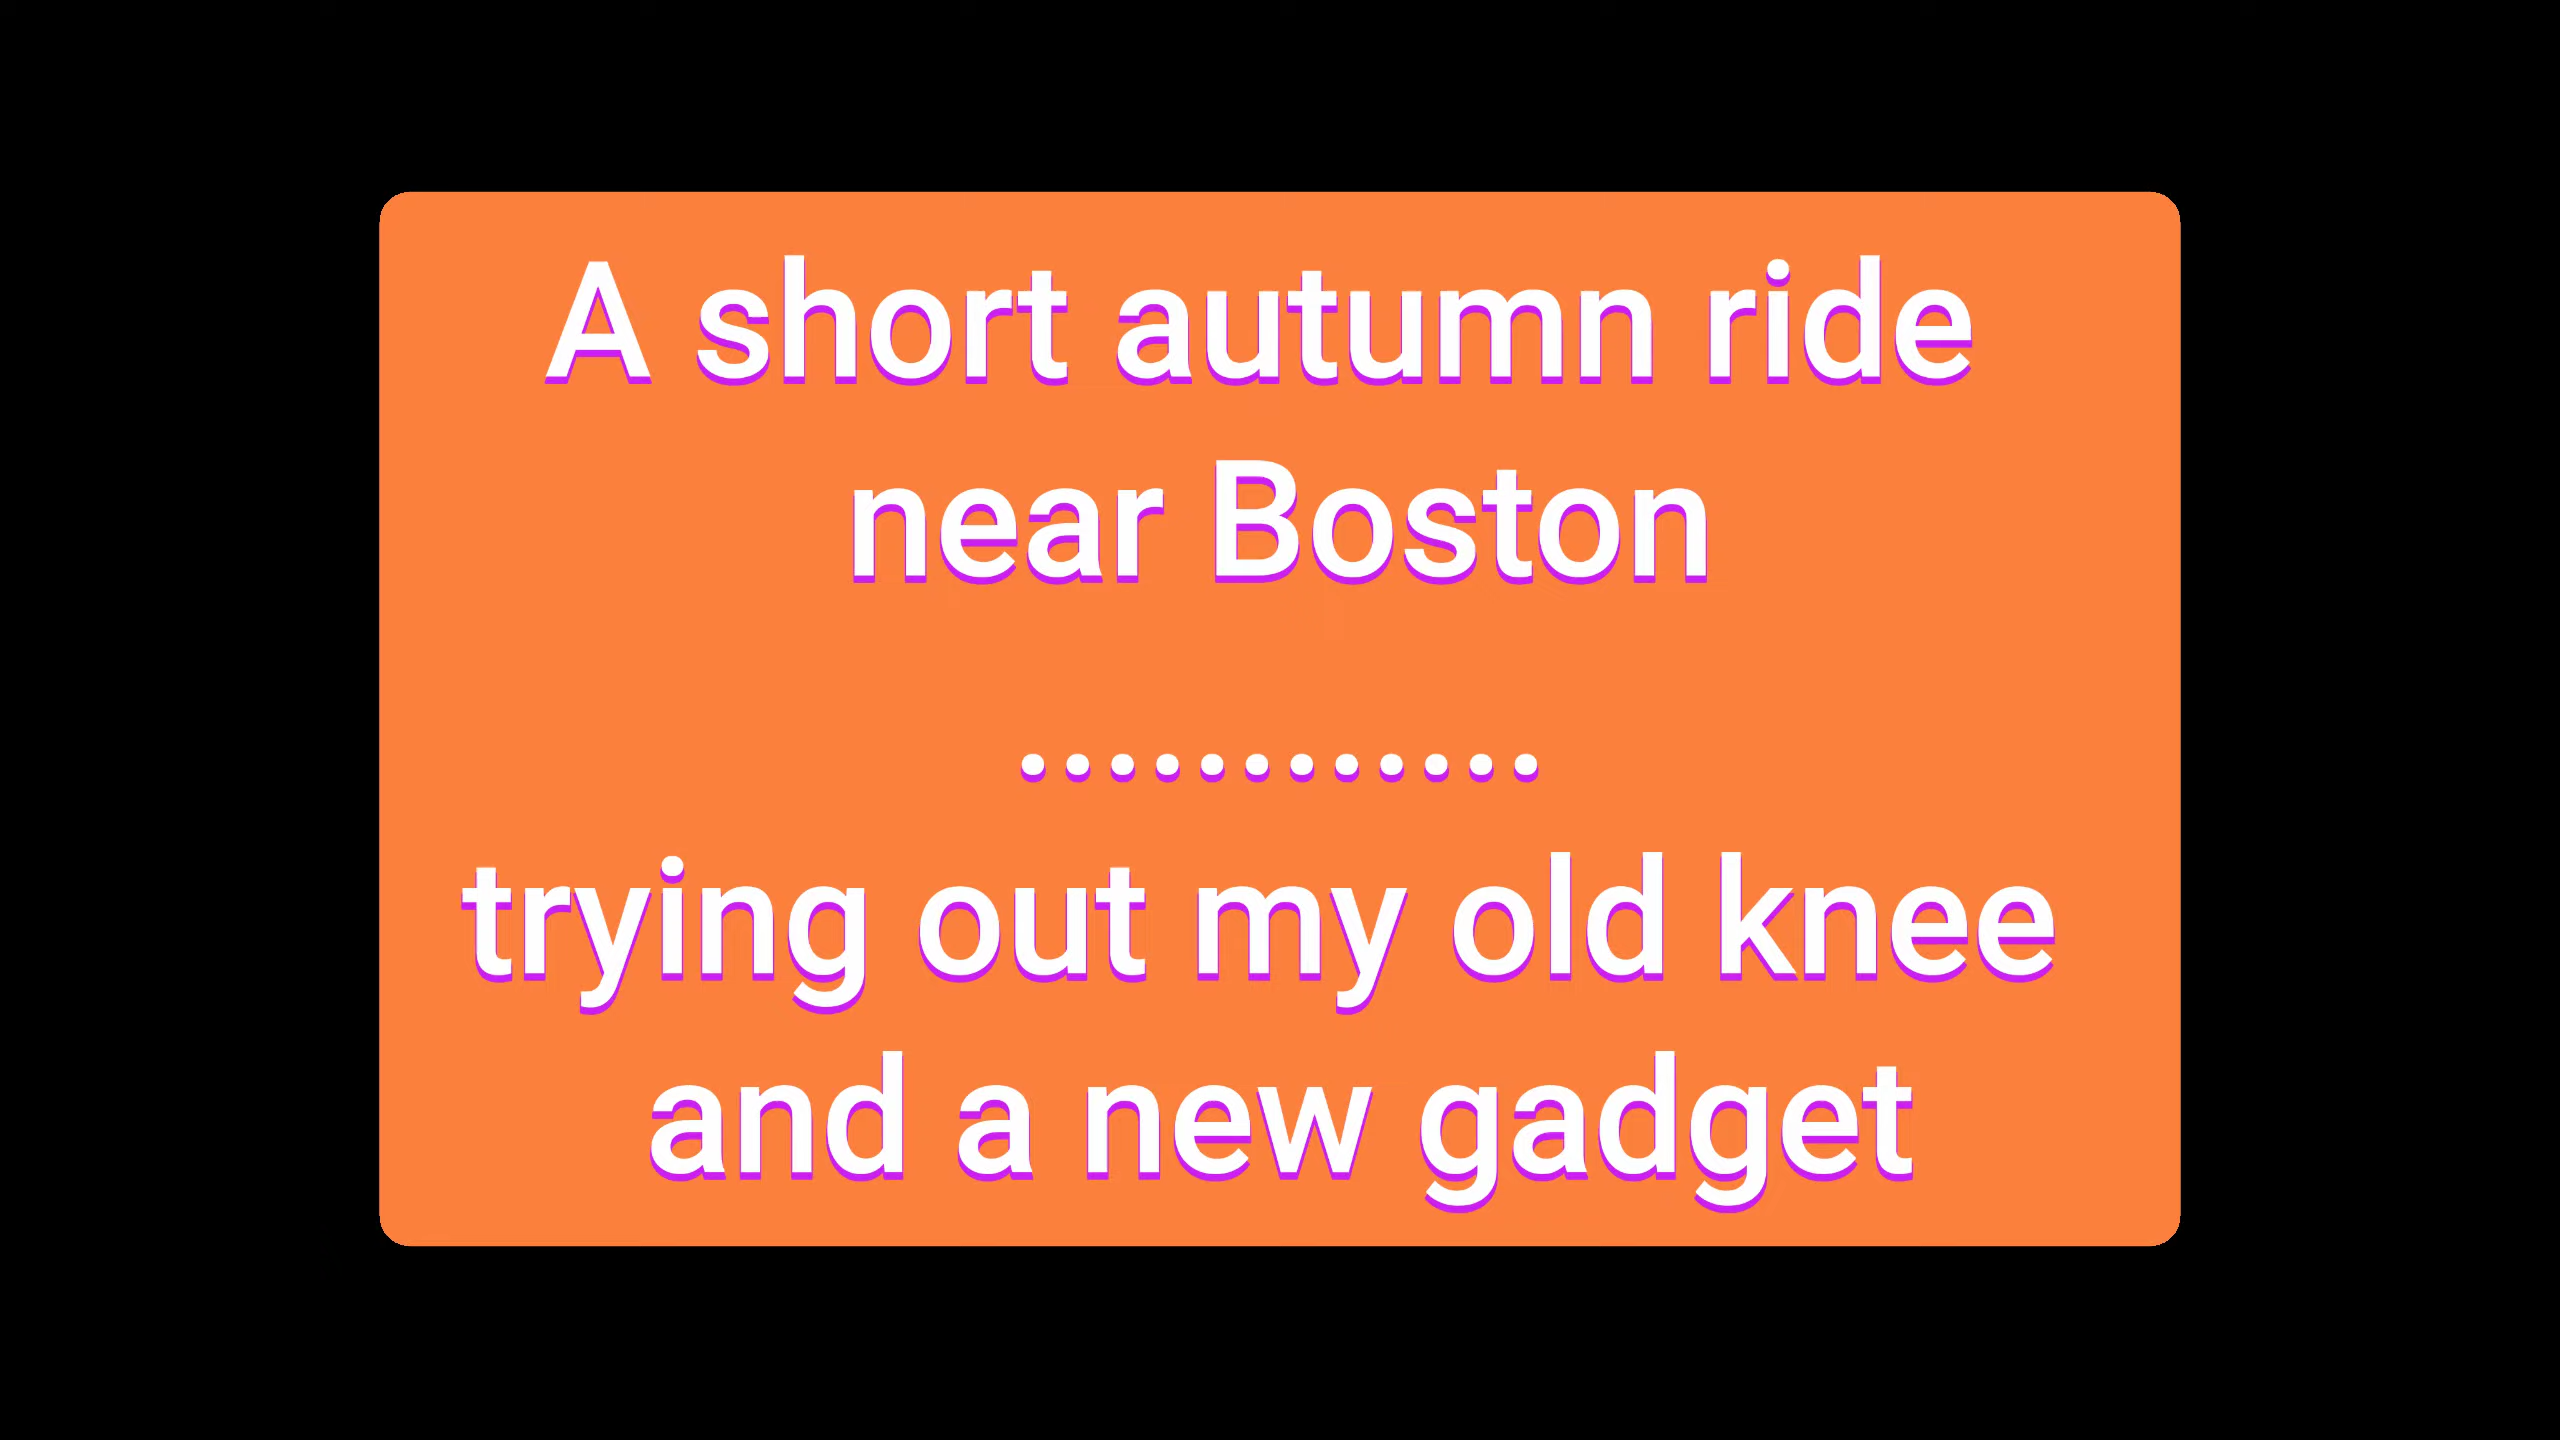 A short autumn ride
near Boston
............
trying out my old knee
and a new gadget